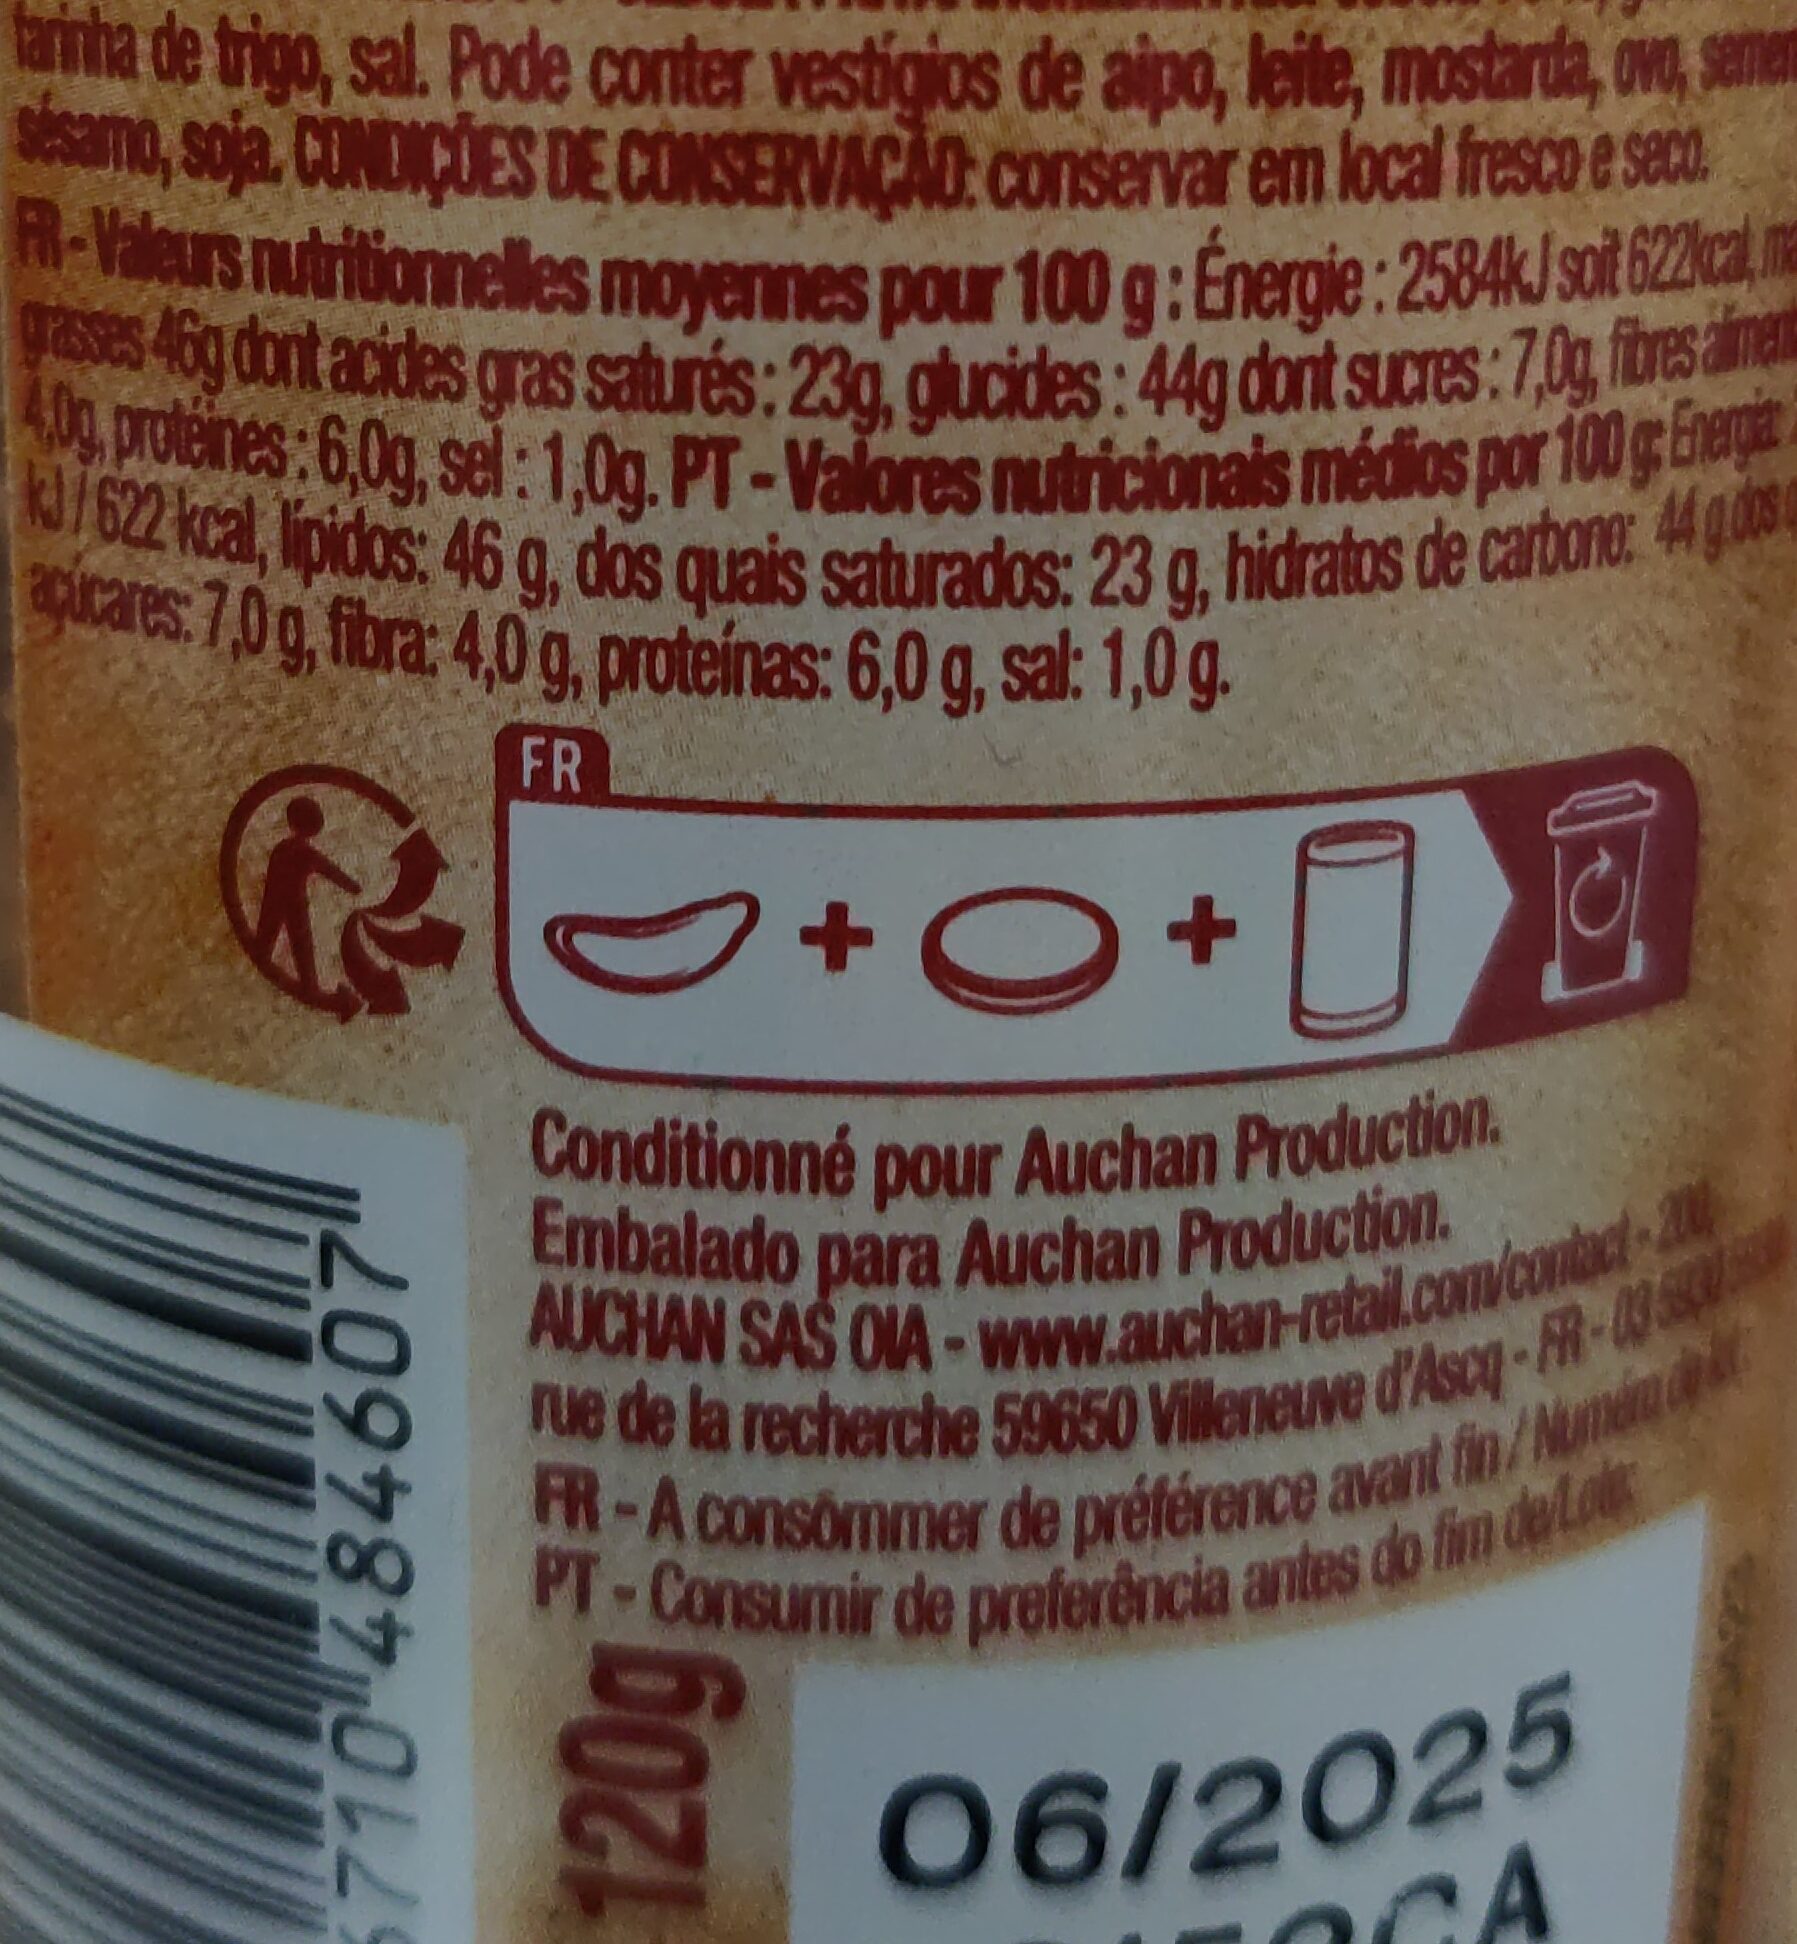 farinha de trigo, sal. Pode conter vestígios de aipo, leite, mostarda, ovo,
sésamo, soja. CONDIÇÕES DE CONSERVAÇÃO: conservar em local fresco e seco.
FR - Valeurs nutritionnelles moyennes pour 100 g : Énergie : 2584kJ soit 622kcal,
grasses 46g dont acides gras saturés : 23g, glucides : 44g dont sucres : 7,0g, fibres
4,0g, protéines : 6,0g, sel : 1,0g. PT - Valores nutricionais médios por 100 g: Energia:
kJ / 622 kcal, lípidos: 46 g, dos quais saturados: 23 g, hidratos de carbono: 44 g, dos
açúcares: 7,0 g, fibra: 4,0 g, proteínas: 6,0 g, sal: 1,0 g.
FR
+ +
Conditionné pour Auchan Production.
Embalado para Auchan Production.
AUCHAN SAS OIA - www.auchan-retail.com/contact - 200,
rue de la recherche 59650 Villeneuve d'Ascq - FR - 03
FR - A consommer de préférence avant fin / Numéro de
PT - Consumir de preferência antes do fim de/Lote:
710 484607
120g
06/2025